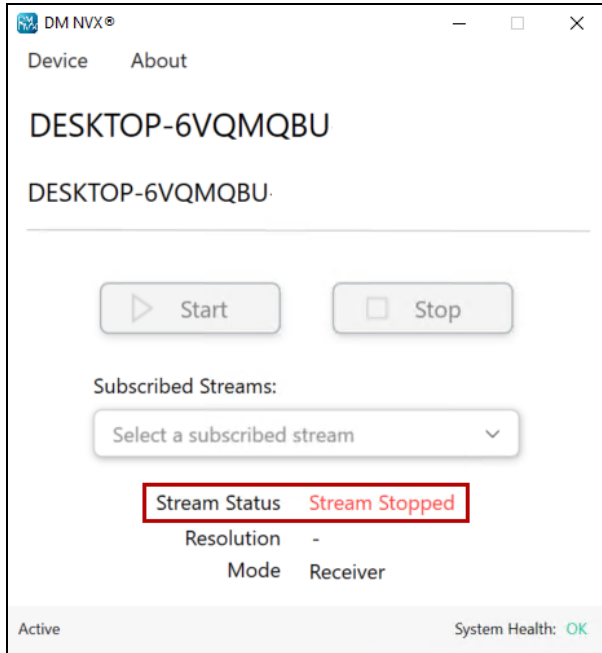 DM NVX®
Device About
DESKTOP-6VQMQBU
DESKTOP-6VQMQBU
Start Stop
Subscribed Streams:
Select a subscribed stream
Stream Status Stream Stopped
Resolution -
Mode Receiver
Active System Health: OK